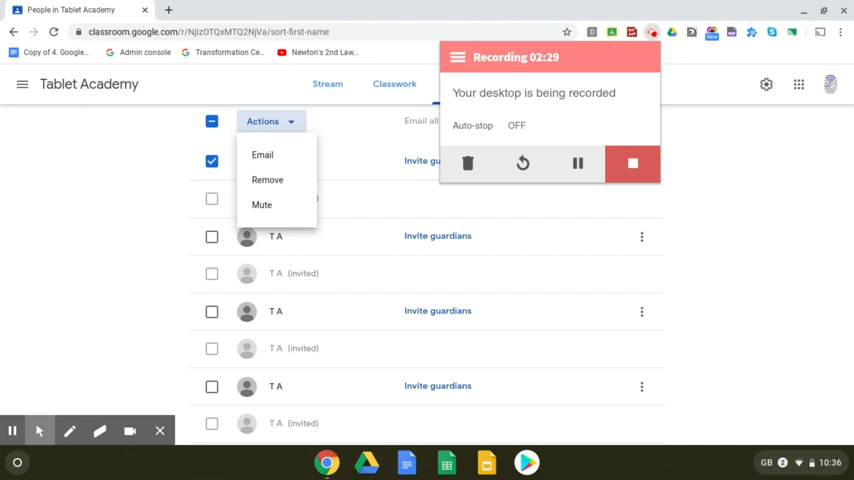 People in Tablet Academy
classroom.google.com/r/NjIzOTQxMTQ2NjVa/sort-first-name
Copy of 4. Google...
Admin console
Transformation Ce...
Newton's 2nd Law...
New
Recording 02:29
Your desktop is being recorded
Auto-stop OFF
Tablet Academy
Stream
Classwork
Actions
Email all
Email
Invite gu
Remove
Mute
T A
Invite guardians
T A (invited)
T A
Invite guardians
T A (invited)
T A
Invite guardians
T A (invited)
GB 2 10:36